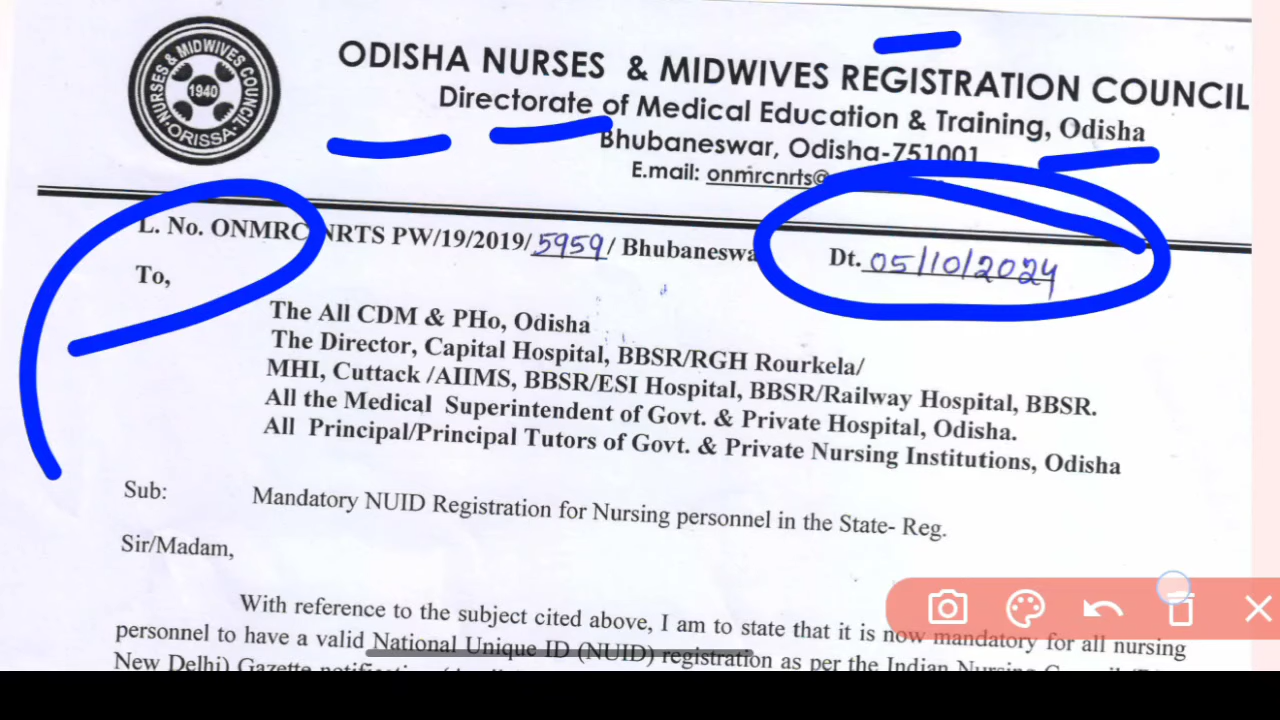 NURSES & MIDWIVES COUNCIL
1940
ORISSA
ODISHA NURSES & MIDWIVES REGISTRATION COUNCIL
Directorate of Medical Education & Training, Odisha
Bhubaneswar, Odisha-751001
E.mail: onmrcnrts@
L. No. ONMRC NRTS PW/19/2019/5959/ Bhubaneswa Dt. 05/10/2024
To,
The All CDM & PHo, Odisha
The Director, Capital Hospital, BBSR/RGH Rourkela/
MHI, Cuttack /AIIMS, BBSR/ESI Hospital, BBSR/Railway Hospital, BBSR.
All the Medical Superintendent of Govt. & Private Hospital, Odisha.
All Principal/Principal Tutors of Govt. & Private Nursing Institutions, Odisha
Sub: Mandatory NUID Registration for Nursing personnel in the State- Reg.
Sir/Madam,
With reference to the subject cited above, I am to state that it is now mandatory for all nursing
personnel to have a valid National Unique ID (NUID) registration as per the Indian Nursing
New Delhi) Gazette